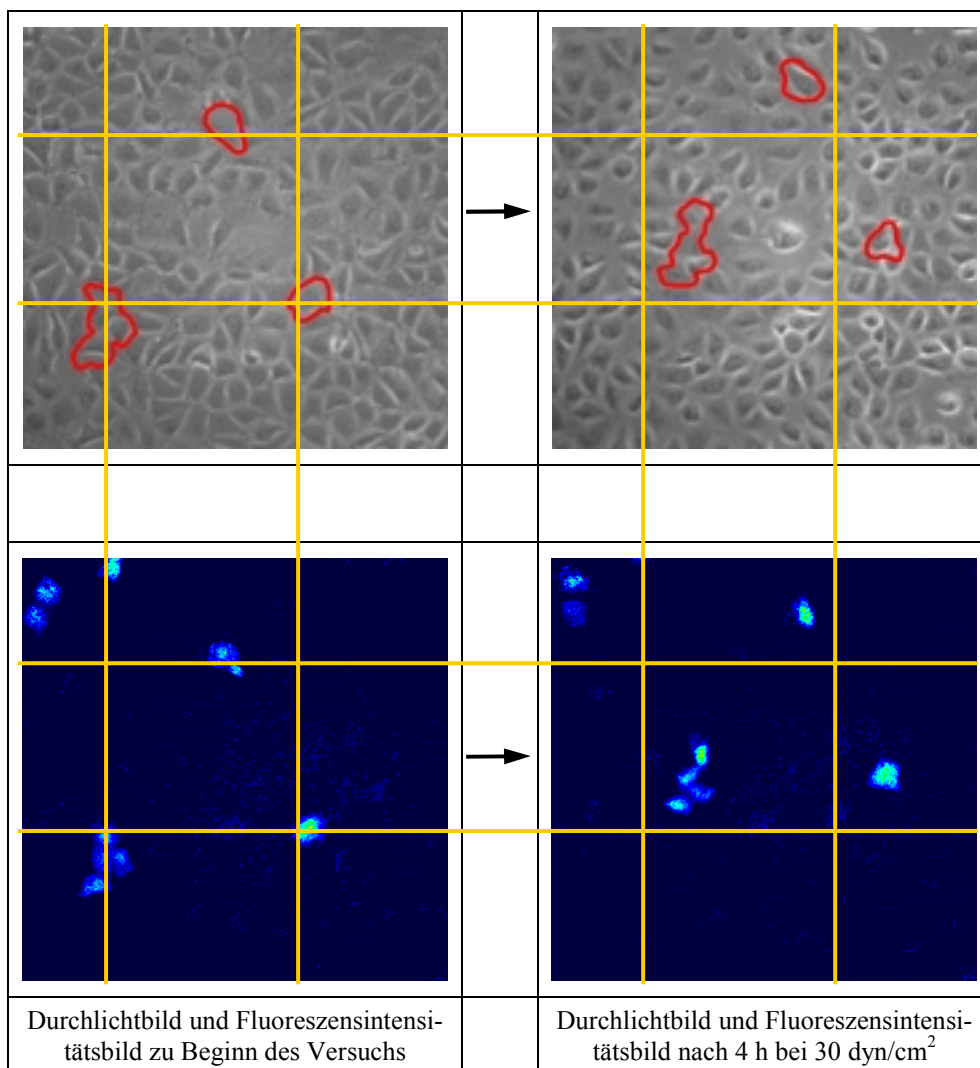 Durchlichtbild und Fluoreszensintensi-
tätsbild zu Beginn des Versuchs
Durchlichtbild und Fluoreszensintensi-
tätsbild nach 4 h bei 30 dyn/cm²